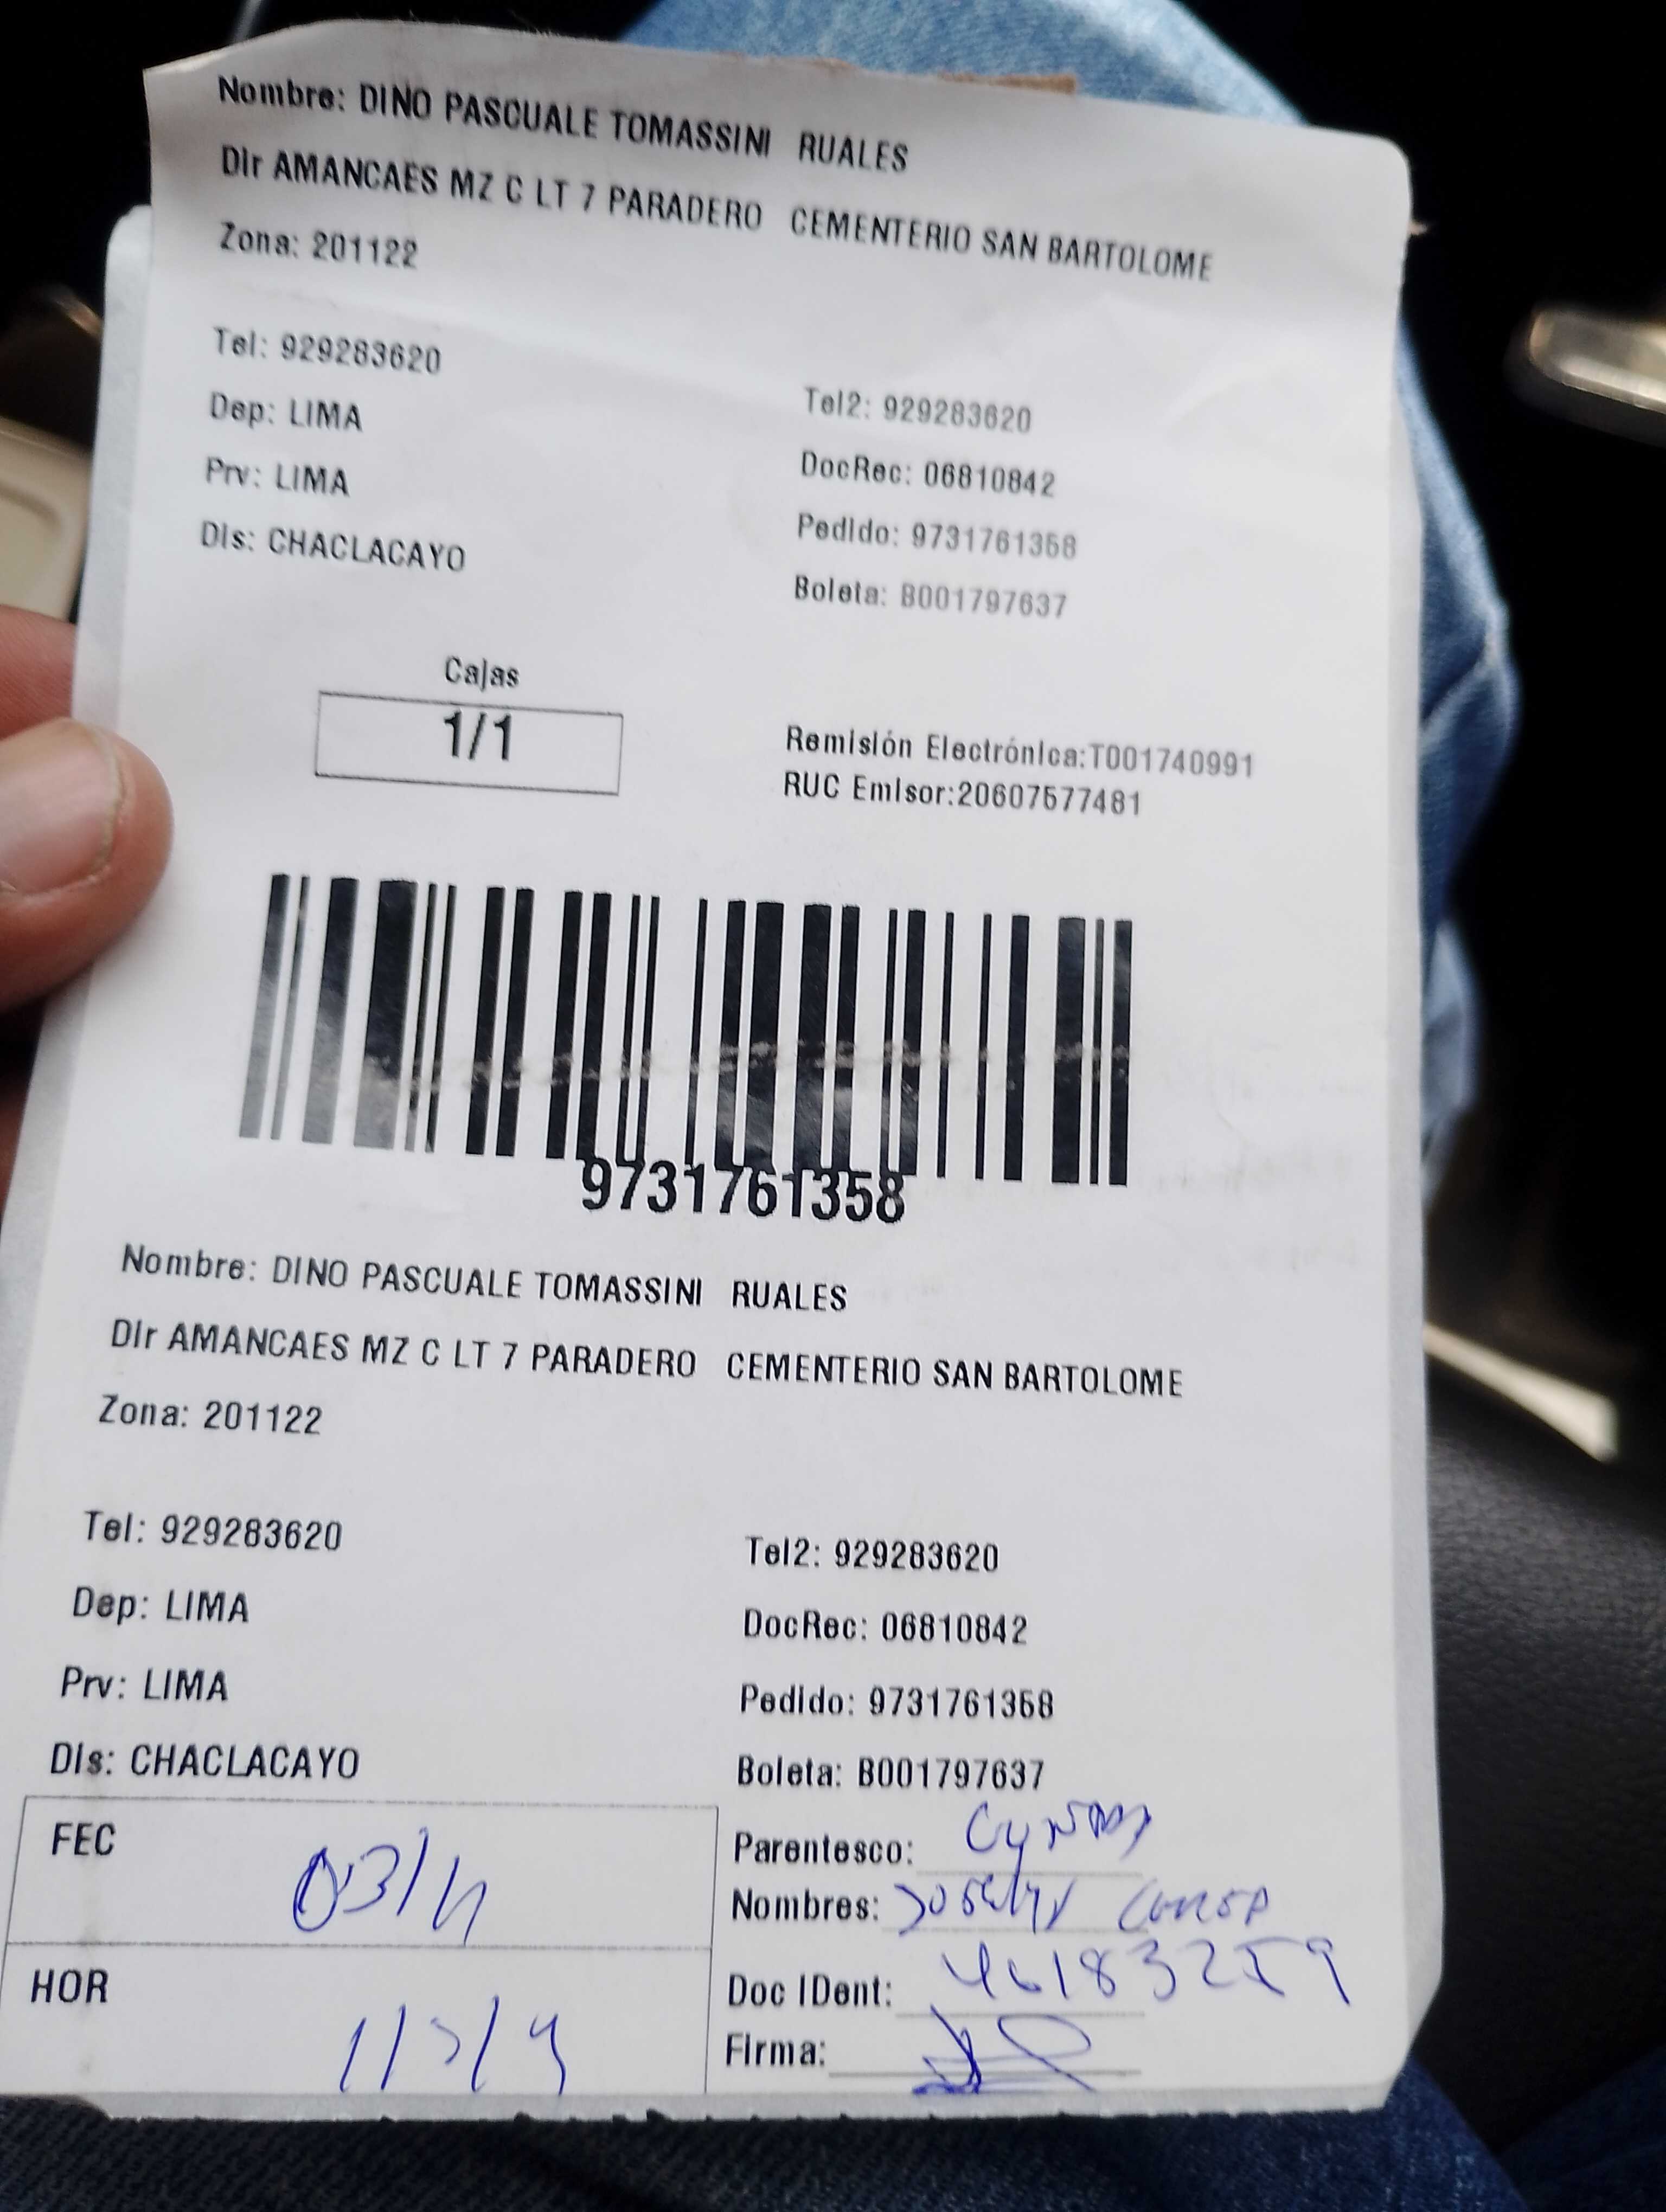 Nombre: DINO PASCUALE TOMASSINI RUALES
Dir AMANCAES MZ C LT 7 PARADERO CEMENTERIO SAN BARTOLOME
Zona: 201122
Tel: 929283620
Tel2: 929283620
Dep: LIMA
DocRec: 06810842
Prv: LIMA
Pedido: 9731761358
Dis: CHACLACAYO
Boleta: B001797637
Cajas
1/1
Remisión Electrónica:T001740991
RUC Emisor:20607577481
9731761358
Nombre: DINO PASCUALE TOMASSINI RUALES
Dir AMANCAES MZ C LT 7 PARADERO CEMENTERIO SAN BARTOLOME
Zona: 201122
Tel: 929283620
Tel2: 929283620
Dep: LIMA
DocRec: 06810842
Prv: LIMA
Pedido: 9731761358
Dis: CHACLACAYO
Boleta: B001797637
FEC
Parentesco:
Nombres:
HOR
Doc IDent: 46183259
Firma: